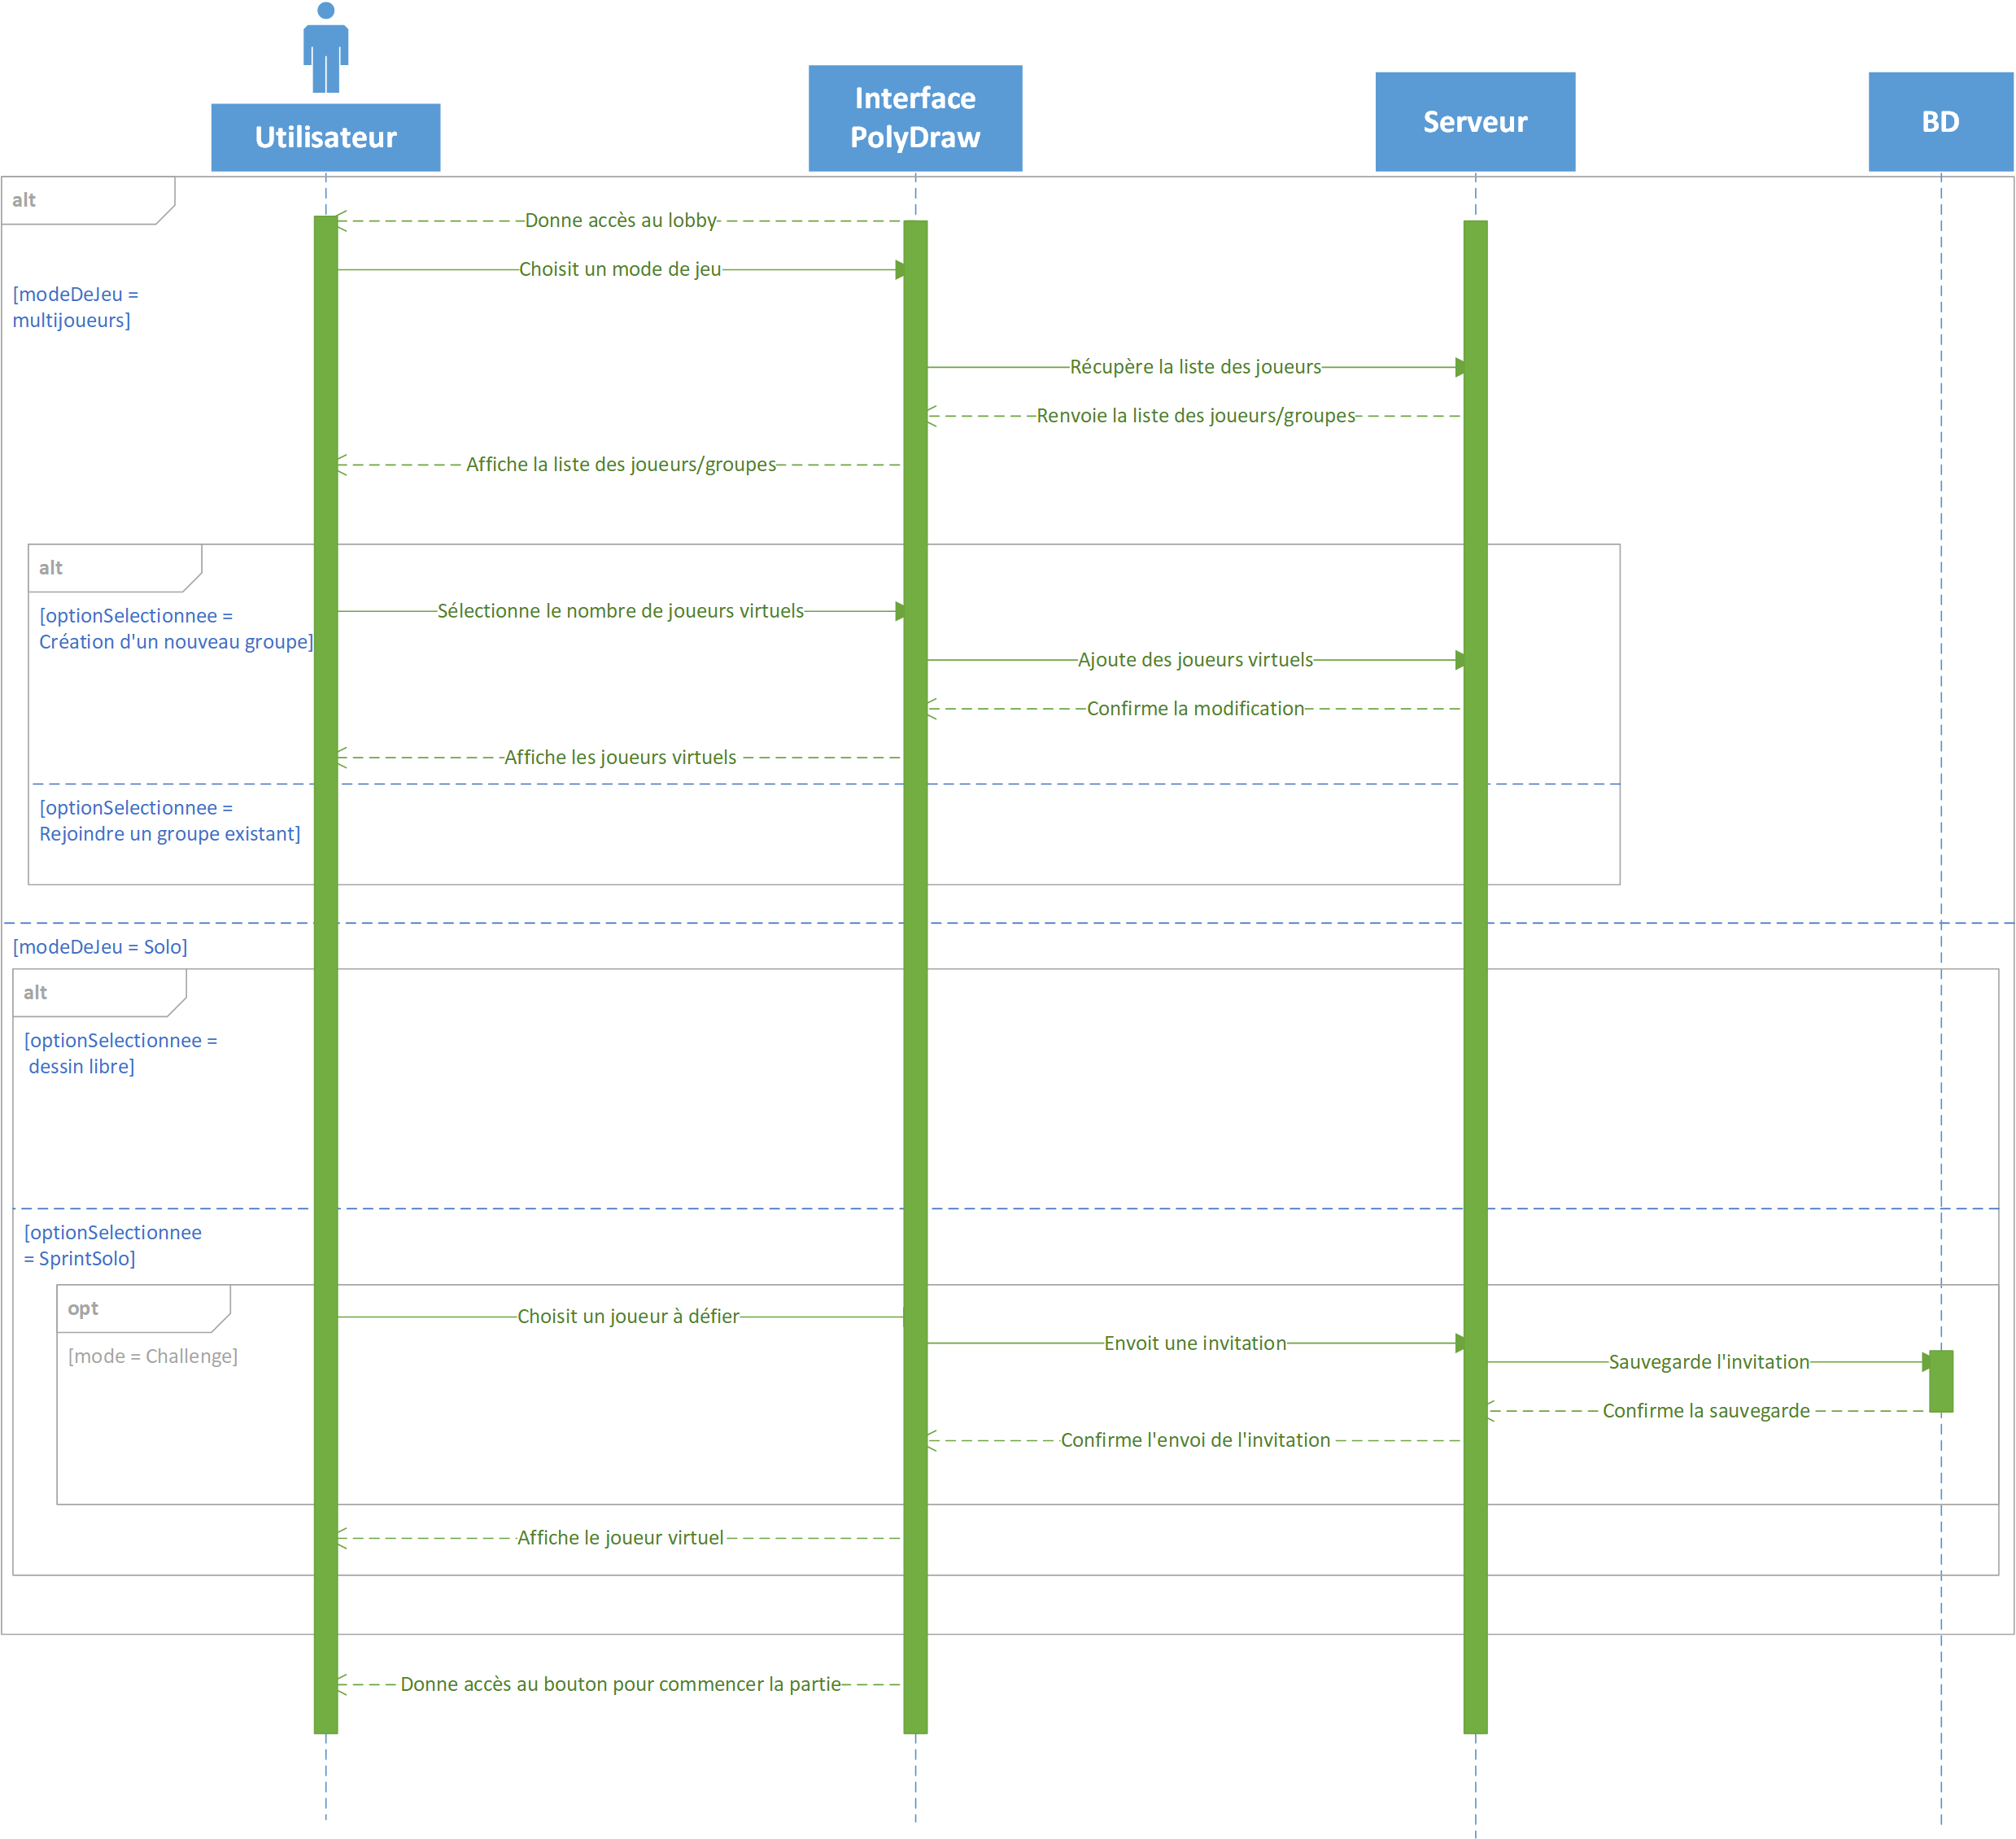 Utilisateur
Interface
PolyDraw
Serveur
BD
alt
Donne accès au lobby
Choisit un mode de jeu
[modeDeJeu =
multijoueurs]
Récupère la liste des joueurs
Renvoie la liste des joueurs/groupes
Affiche la liste des joueurs/groupes
alt
[optionSelectionnee =
Création d'un nouveau groupe]
Sélectionne le nombre de joueurs virtuels
Ajoute des joueurs virtuels
Confirme la modification
Affiche les joueurs virtuels
[optionSelectionnee =
Rejoindre un groupe existant]
[modeDeJeu = Solo]
alt
[optionSelectionnee =
dessin libre]
[optionSelectionnee
= SprintSolo]
opt
[mode = Challenge]
Choisit un joueur à défier
Envoit une invitation
Sauvegarde l'invitation
Confirme la sauvegarde
Confirme l'envoi de l'invitation
Affiche le joueur virtuel
Donne accès au bouton pour commencer la partie